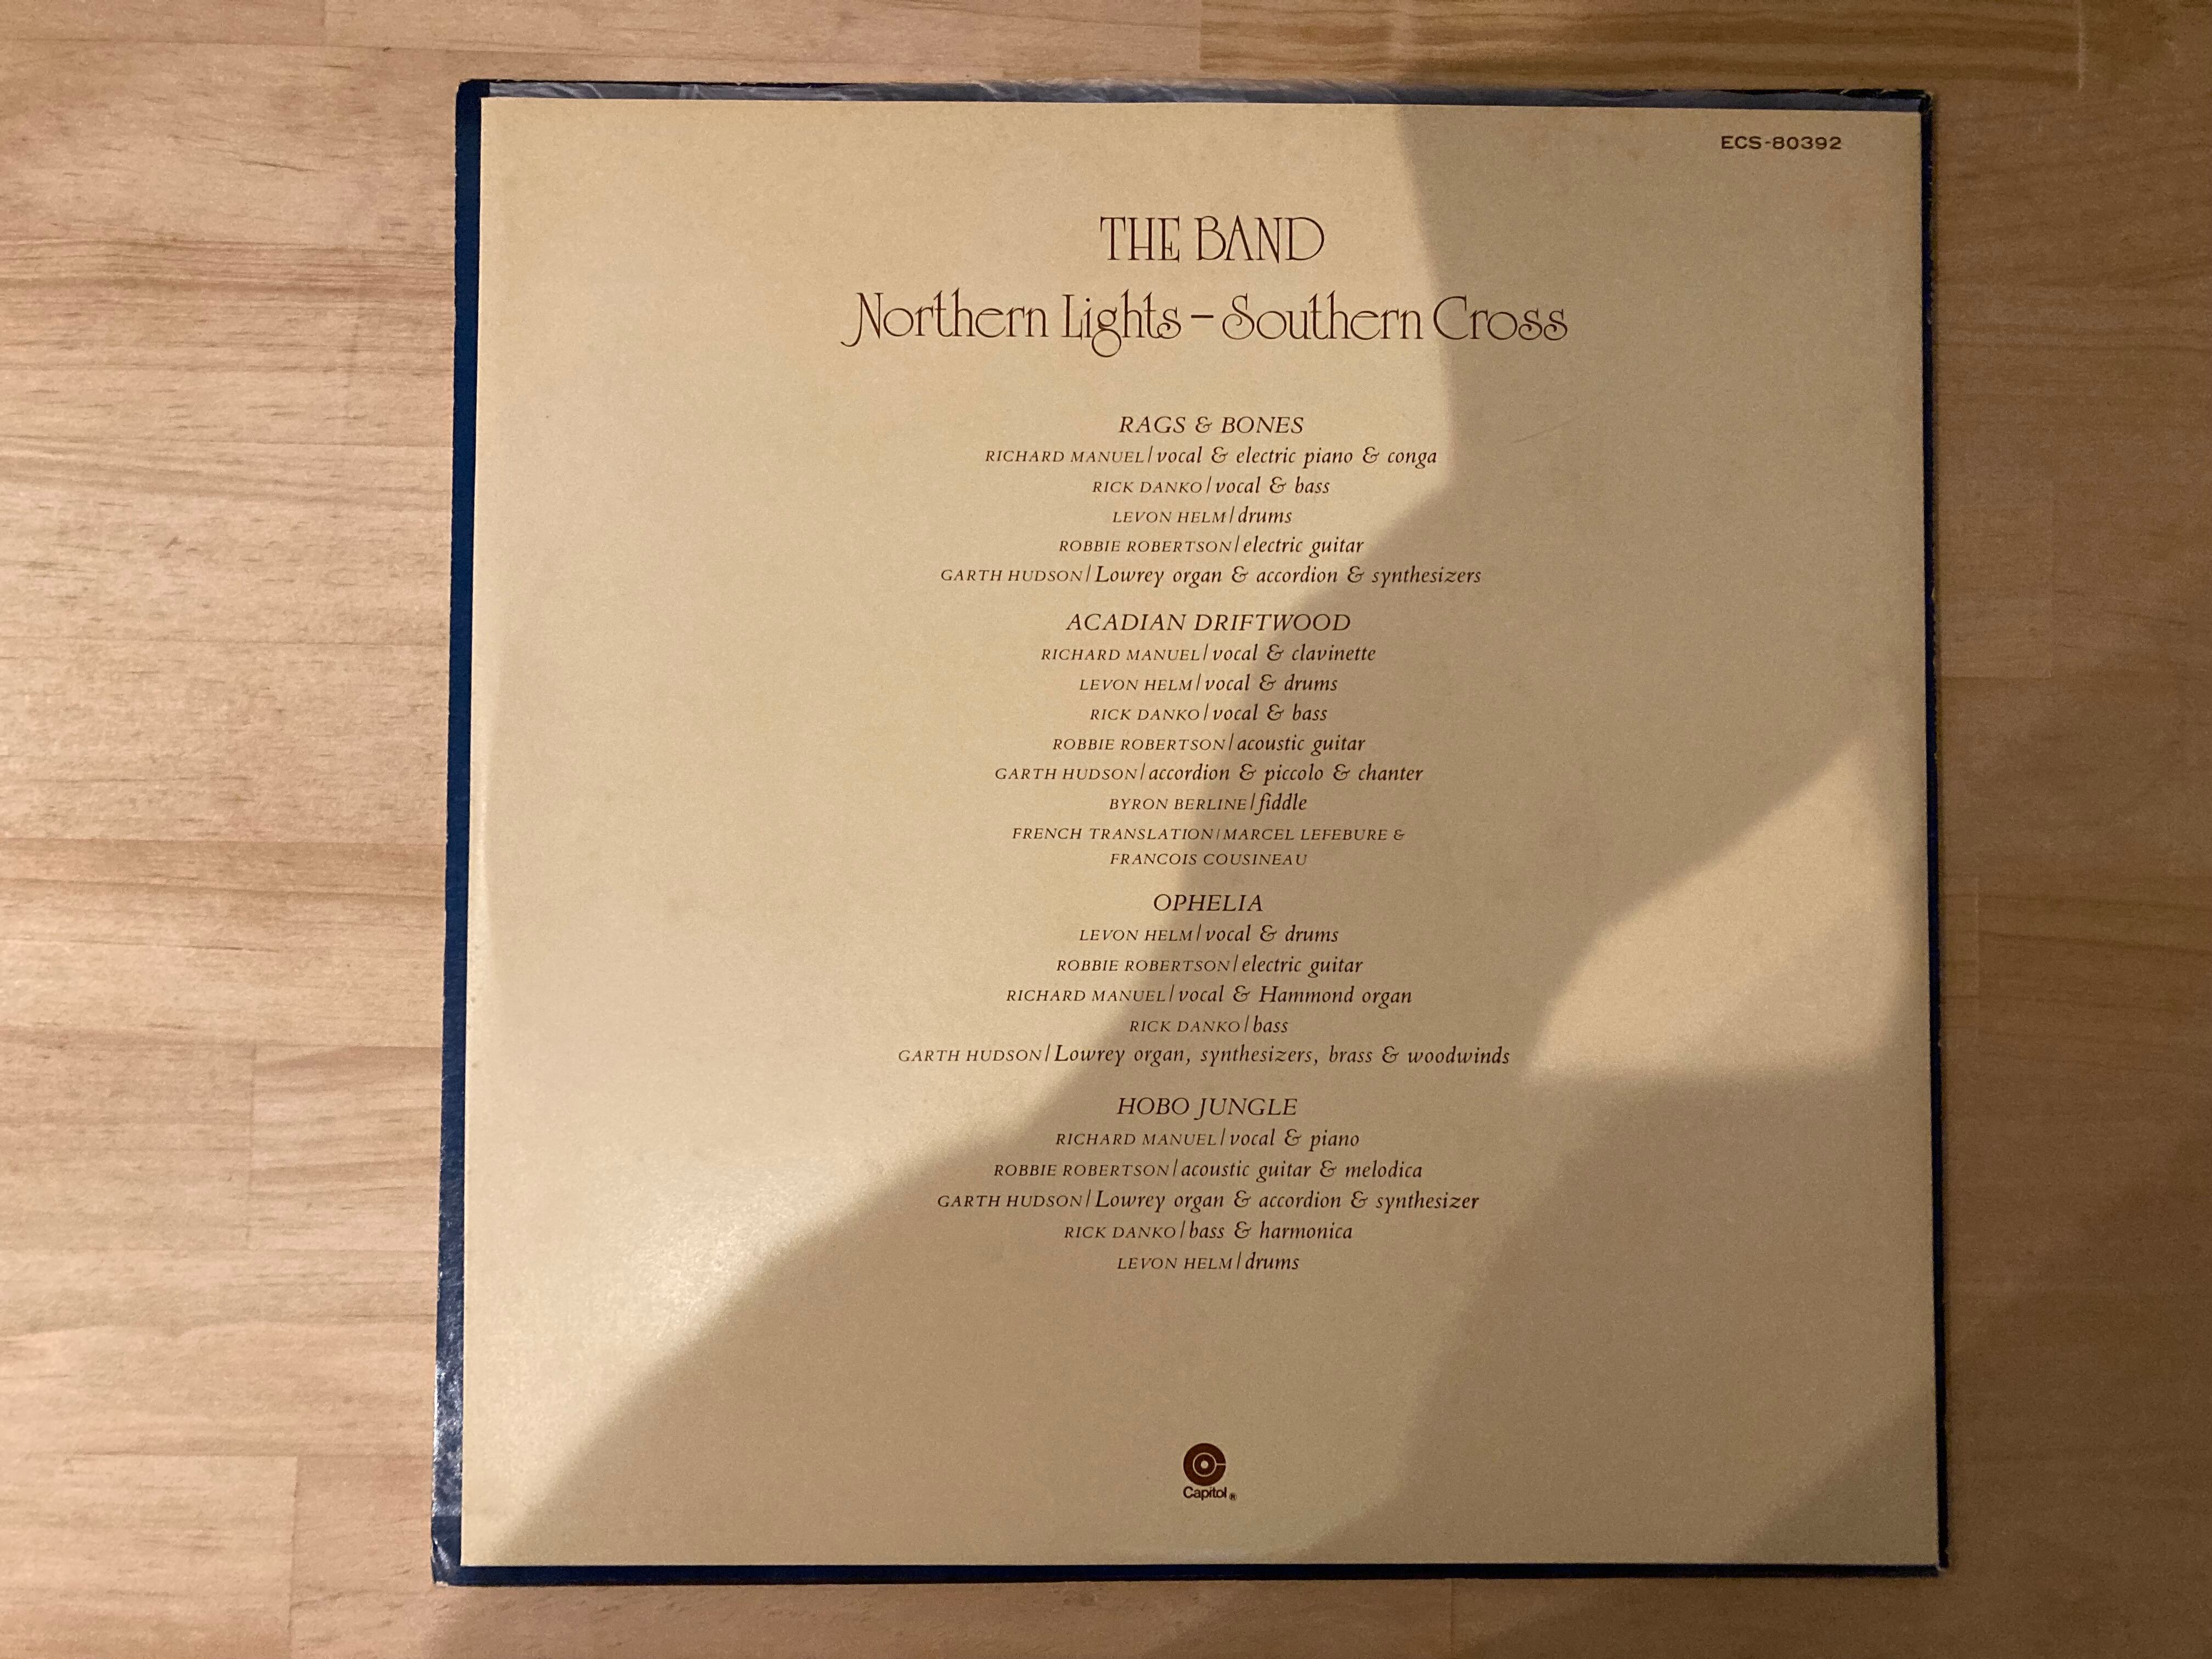 ECS-80392
THE BAND
Northern Lights – Southern Cross
RAGS & BONES
RICHARD MANUEL/vocal & electric piano & conga
RICK DANKO/vocal & bass
LEVON HELM/drums
ROBBIE ROBERTSON/electric guitar
GARTH HUDSON/Lowrey organ & accordion & synthesizers
ACADIAN DRIFTWOOD
RICHARD MANUEL/vocal & clavinette
LEVON HELM/vocal & drums
RICK DANKO/vocal & bass
ROBBIE ROBERTSON/acoustic guitar
GARTH HUDSON/accordion & piccolo & chanter
BYRON BERLINE/fiddle
FRENCH TRANSLATION/MARCEL LEFEBURE &
FRANCOIS COUSINEAU
OPHELIA
LEVON HELM/vocal & drums
ROBBIE ROBERTSON/electric guitar
RICHARD MANUEL/vocal & Hammond organ
RICK DANKO/bass
GARTH HUDSON/Lowrey organ, synthesizers, brass & woodwinds
HOBO JUNGLE
RICHARD MANUEL/vocal & piano
ROBBIE ROBERTSON/acoustic guitar & melodica
GARTH HUDSON/Lowrey organ & accordion & synthesizer
RICK DANKO/bass & harmonica
LEVON HELM/drums
Capitol®